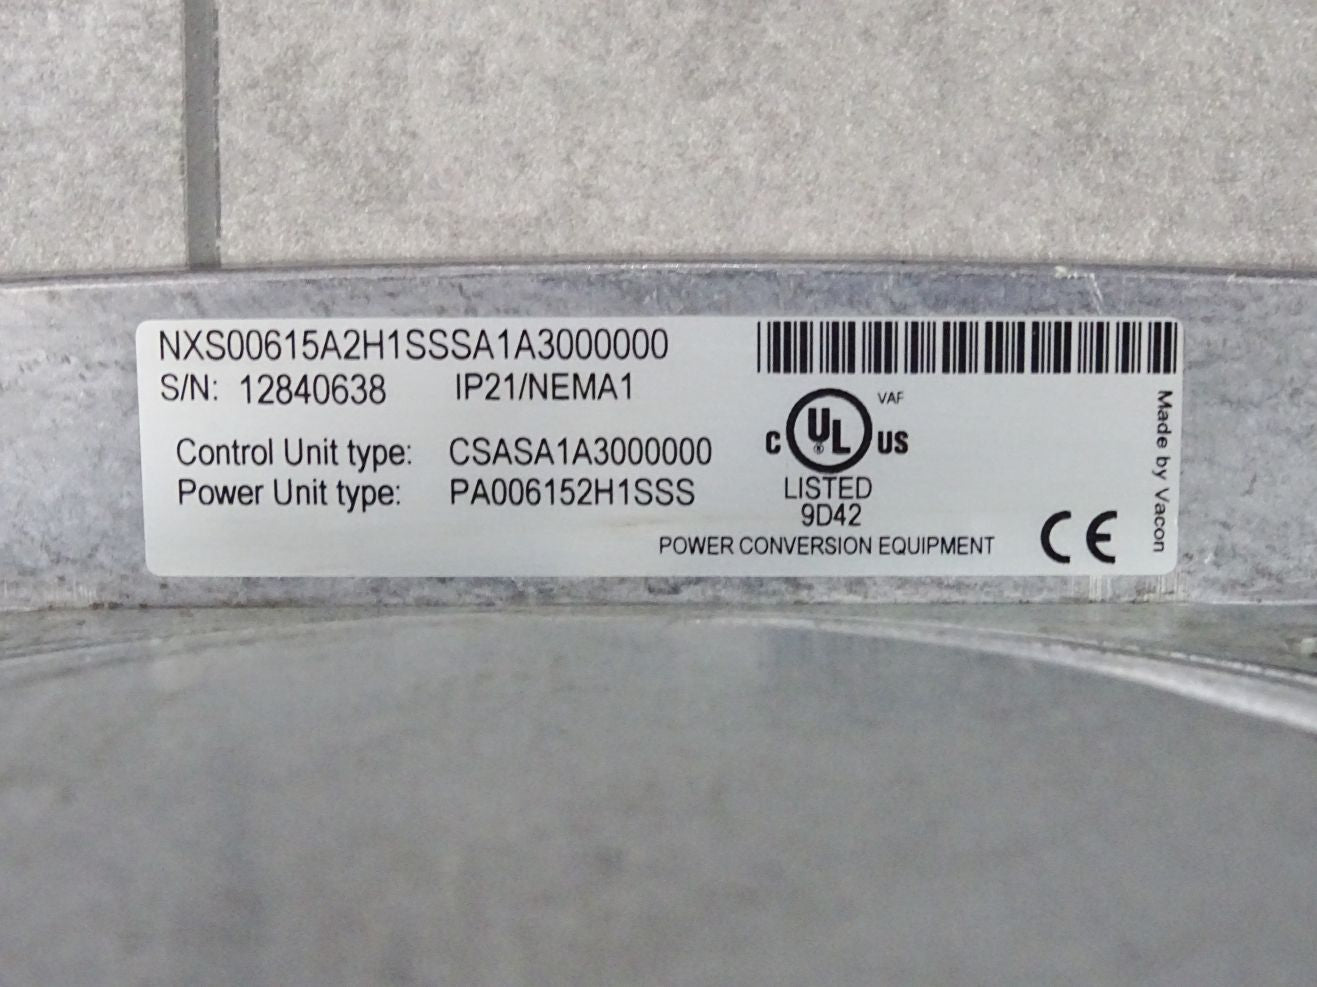 NXS00615A2H1SSSA1A3000000
S/N: 12840638 IP21/NEMA1
Control Unit type: CSASA1A3000000
Power Unit type: PA006152H1SSS
VAF
C UL ® US
LISTED
9D42
POWER CONVERSION EQUIPMENT
CE
Made by Vacon